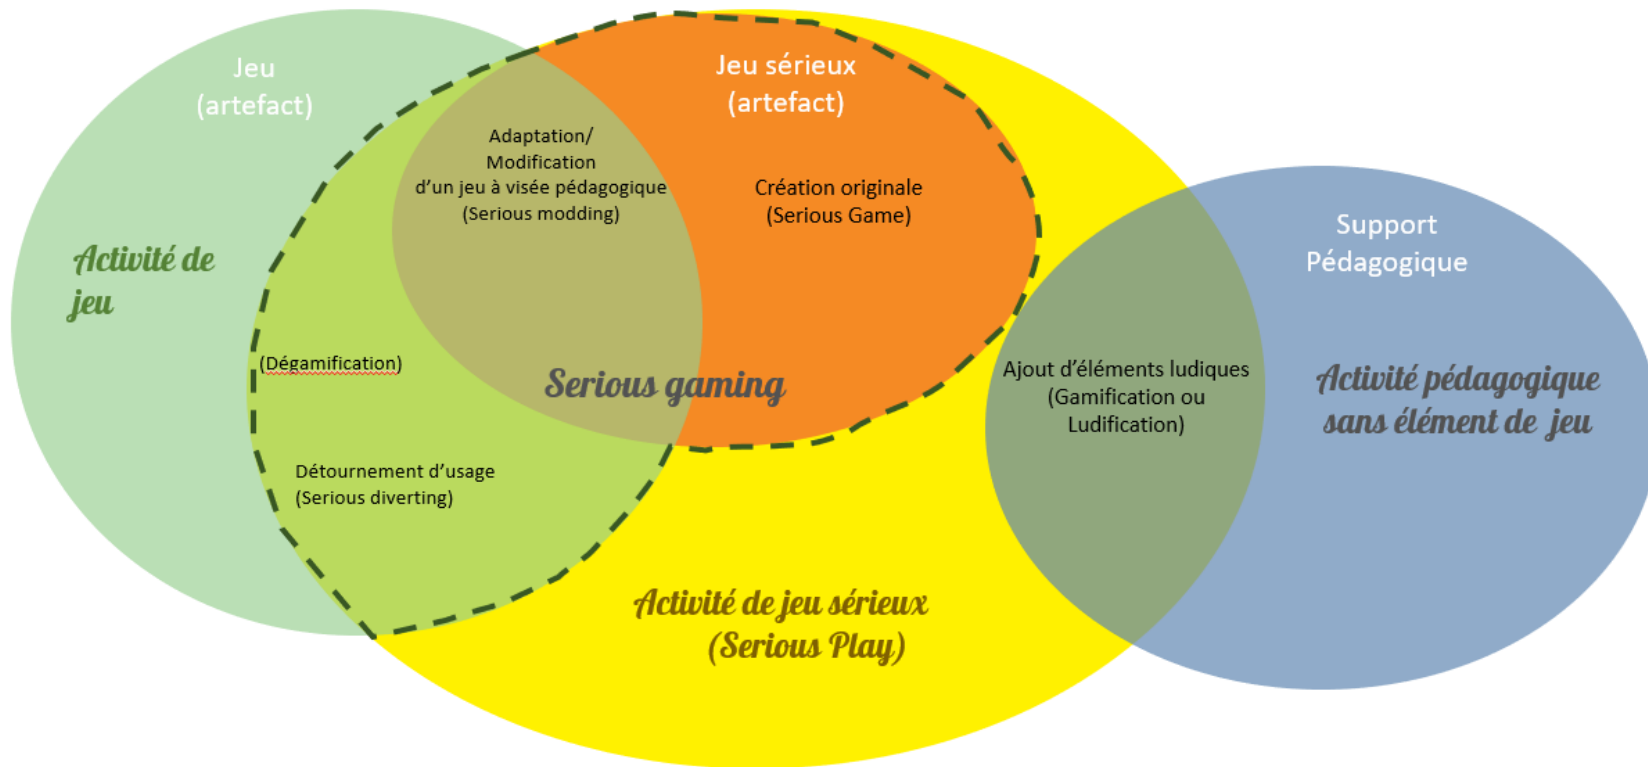 Jeu
(artefact)
Jeu sérieux
(artefact)
Adaptation/
Modification
d’un jeu à visée pédagogique
(Serious modding)
Création originale
(Serious Game)
Support
Pédagogique
Activité de
jeu
(Dégamification)
Serious gaming
Ajout d’éléments ludiques
(Gamification ou
Ludification)
Activité pédagogique
sans élément de jeu
Détournement d’usage
(Serious diverting)
Activité de jeu sérieux
(Serious Play)